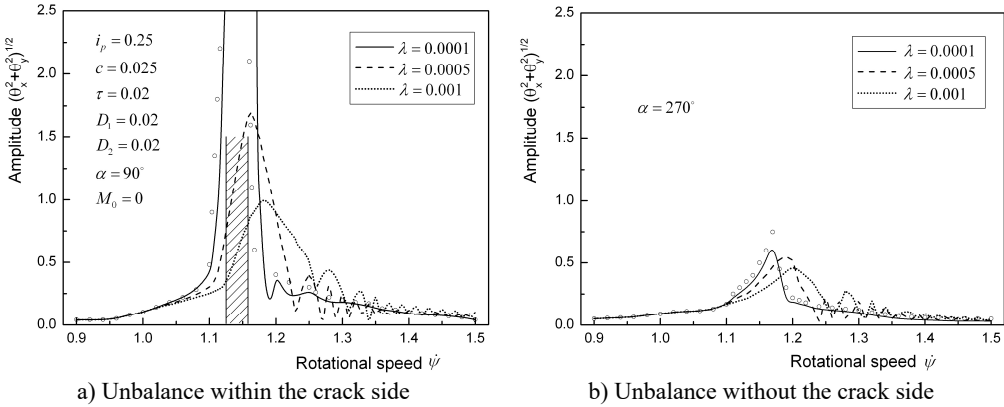 2.5
2.0
1.5
1.0
0.5
0.0
Amplitude (θ_x^2+θ_y^2)^{1/2}
i_p = 0.25
c = 0.025
τ = 0.02
D_1 = 0.02
D_2 = 0.02
α = 90°
M_0 = 0
λ = 0.0001
λ = 0.0005
λ = 0.001
0.9 1.0 1.1 1.2 1.3 1.4 1.5
Rotational speed ψ̇
a) Unbalance within the crack side
2.5
2.0
1.5
1.0
0.5
0.0
Amplitude (θ_x^2+θ_y^2)^{1/2}
α = 270°
λ = 0.0001
λ = 0.0005
λ = 0.001
0.9 1.0 1.1 1.2 1.3 1.4 1.5
Rotational speed ψ̇
b) Unbalance without the crack side